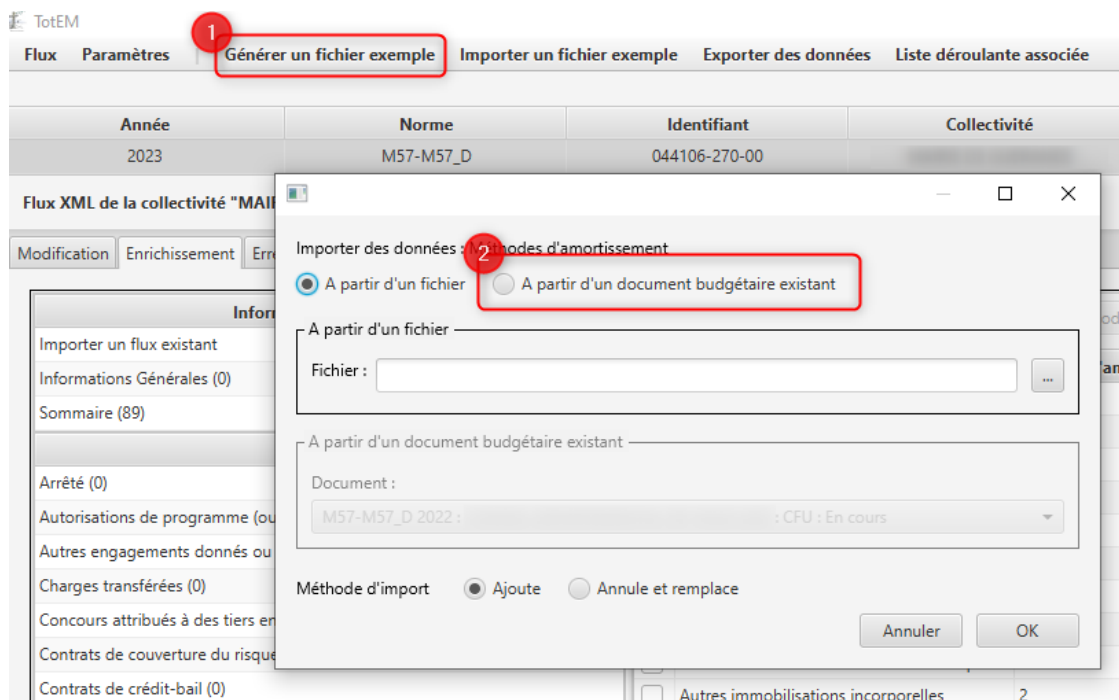 TotEM
1
Flux Paramètres Générer un fichier exemple Importer un fichier exemple Exporter des données Liste déroulante associée
Année Norme Identifiant Collectivité
2023 M57-M57_D 044106-270-00
Flux XML de la collectivité "MAI
Modification Enrichissement Erre
Importer des données : Méthodes d'amortissement
2
A partir d'un fichier A partir d'un document budgétaire existant
Infor
A partir d'un fichier
Importer un flux existant
Fichier : ...
Informations Générales (0)
Sommaire (89)
A partir d'un document budgétaire existant
Arrêté (0)
Document :
Autorisations de programme (ou
M57-M57_D 2022 : : CFU : En cours
Autres engagements donnés ou
Charges transférées (0)
Méthode d'import Ajoute Annule et remplace
Concours attribués à des tiers en
Annuler OK
Contrats de couverture du risque
Contrats de crédit-bail (0)
Autres immobilisations incorporelles 2